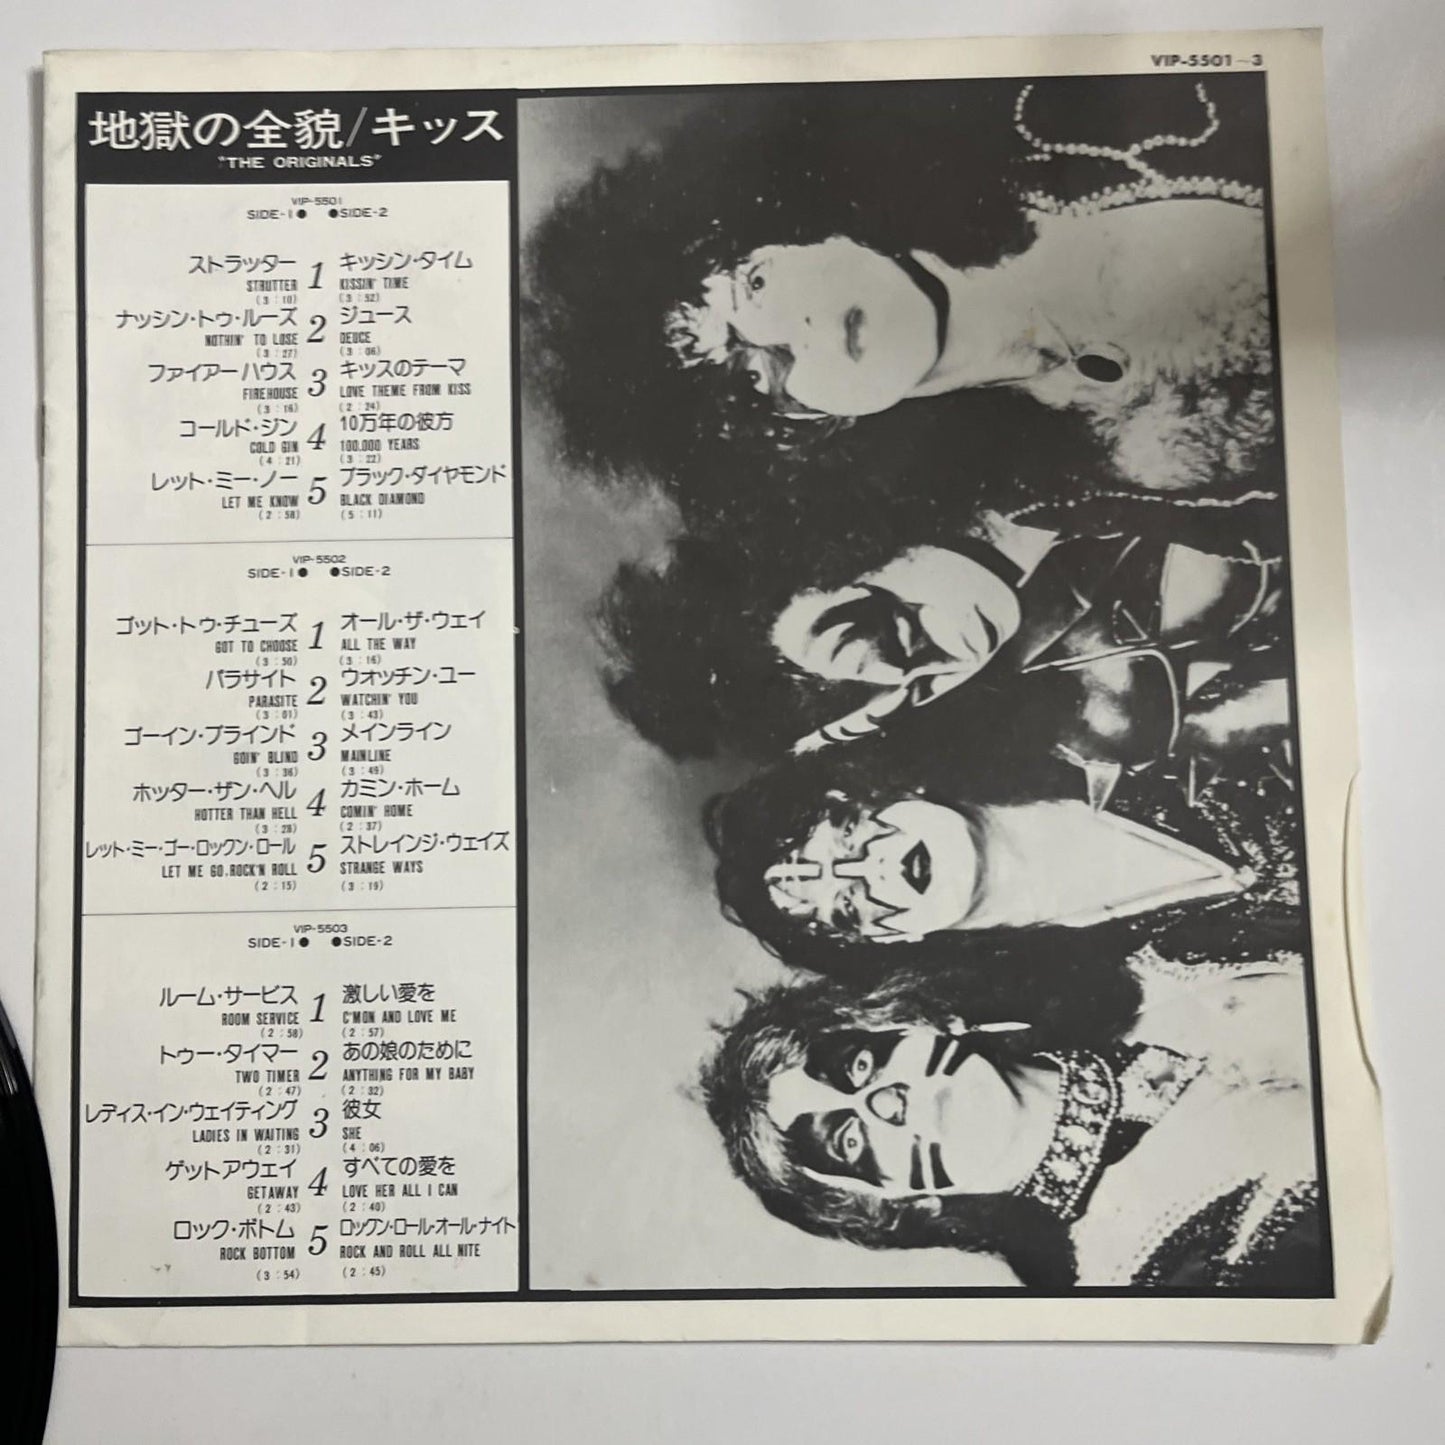 VIP-5501~3
地獄の全貌/キッス
"THE ORIGINALS"
VIP-5501
SIDE-1● ●SIDE-2
ストラッター 1 キッシン・タイム
STRUTTER KISSIN' TIME
(3:10) (3:52)
ナッシン・トゥ・ルーズ 2 ジュース
NOTHIN' TO LOSE DEUCE
(3:27) (3:06)
ファイアーハウス 3 キッスのテーマ
FIREHOUSE LOVE THEME FROM KISS
(3:16) (2:24)
コールド・ジン 4 10万年の彼方
COLD GIN 100.000 YEARS
(4:21) (3:22)
レット・ミー・ノー 5 ブラック・ダイヤモンド
LET ME KNOW BLACK DIAMOND
(2:58) (5:11)
VIP-5502
SIDE-1● ●SIDE-2
ゴット・トゥ・チューズ 1 オール・ザ・ウェイ
GOT TO CHOOSE ALL THE WAY
(3:50) (3:16)
パラサイト 2 ウオッチン・ユー
PARASITE WATCHIN' YOU
(3:01) (3:43)
ゴーイン・ブラインド 3 メインライン
GOIN' BLIND MAINLINE
(3:36) (3:49)
ホッター・ザン・ヘル 4 カミン・ホーム
HOTTER THAN HELL COMIN' HOME
(3:28) (2:37)
レット・ミー・ゴー・ロックン・ロール 5 ストレインジ・ウェイズ
LET ME GO, ROCK'N ROLL STRANGE WAYS
(2:15) (3:19)
VIP-5503
SIDE-1● ●SIDE-2
ルーム・サービス 1 激しい愛を
ROOM SERVICE C'MON AND LOVE ME
(2:58) (2:57)
トゥー・タイマー 2 あの娘のために
TWO TIMER ANYTHING FOR MY BABY
(2:47) (2:32)
レディス・イン・ウェイティング 3 彼女
LADIES IN WAITING SHE
(2:31) (4:06)
ゲットアウェイ 4 すべての愛を
GETAWAY LOVE HER ALL I CAN
(2:43) (2:40)
ロック・ボトム 5 ロックン・ロール・オール・ナイト
ROCK BOTTOM ROCK AND ROLL ALL NITE
(3:54) (2:45)